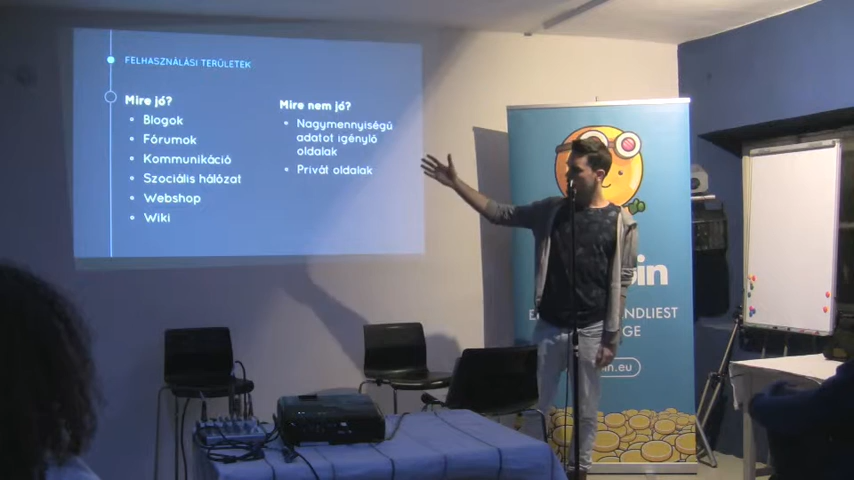 FELHASZNÁLÁSI TERÜLETEK
Mire jó?
Blogok
Fórumok
Kommunikáció
Szociális hálózat
Webshop
Wiki
Mire nem jó?
Nagymennyiségű
adatot igénylő
oldalak
Privát oldalak
in
NDLIEST
GE
in.eu